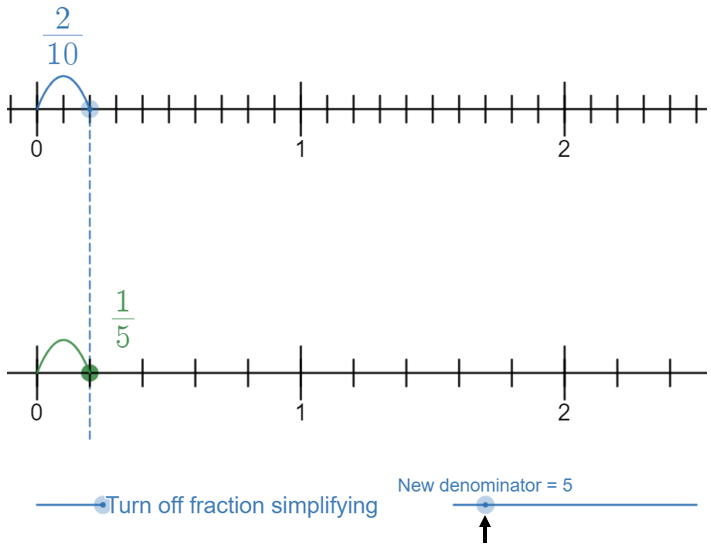 2
10
0 1 2
1
5
0 1 2
New denominator = 5
Turn off fraction simplifying